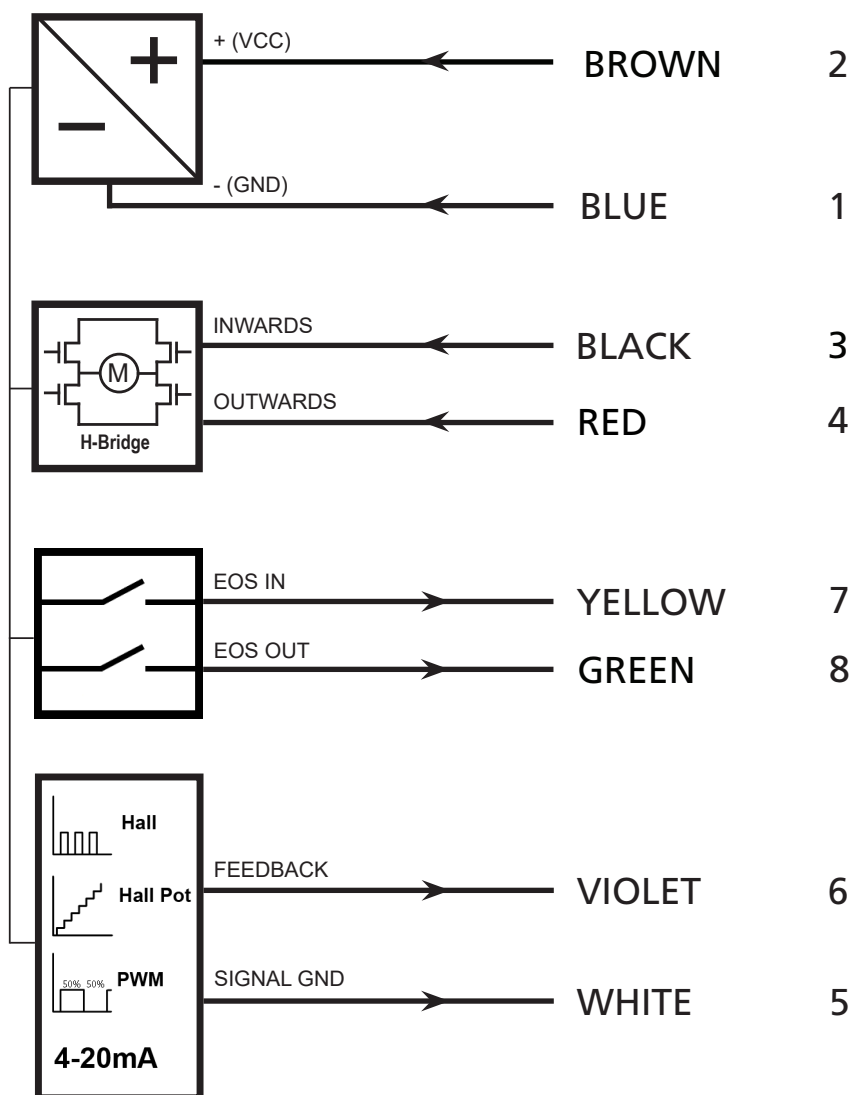 + (VCC) BROWN 2
- (GND) BLUE 1
INWARDS BLACK 3
M
OUTWARDS RED 4
H-Bridge
EOS IN YELLOW 7
EOS OUT GREEN 8
Hall
FEEDBACK VIOLET 6
Hall Pot
50% 50% PWM
SIGNAL GND WHITE 5
4-20mA